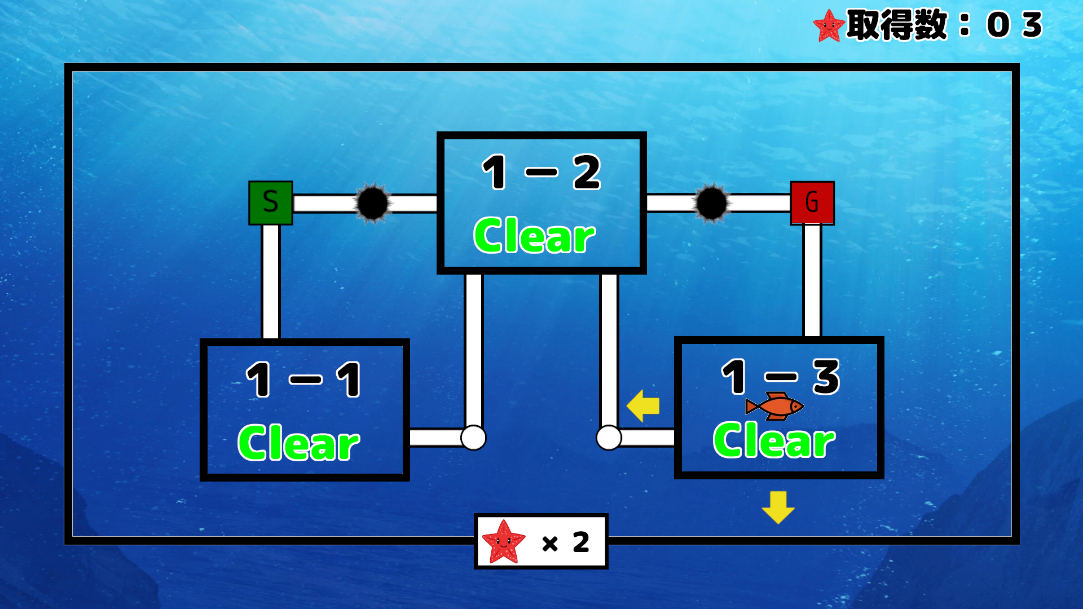 取得数：０３
1－2
Clear
S
G
1－1
Clear
1－3
Clear
× 2